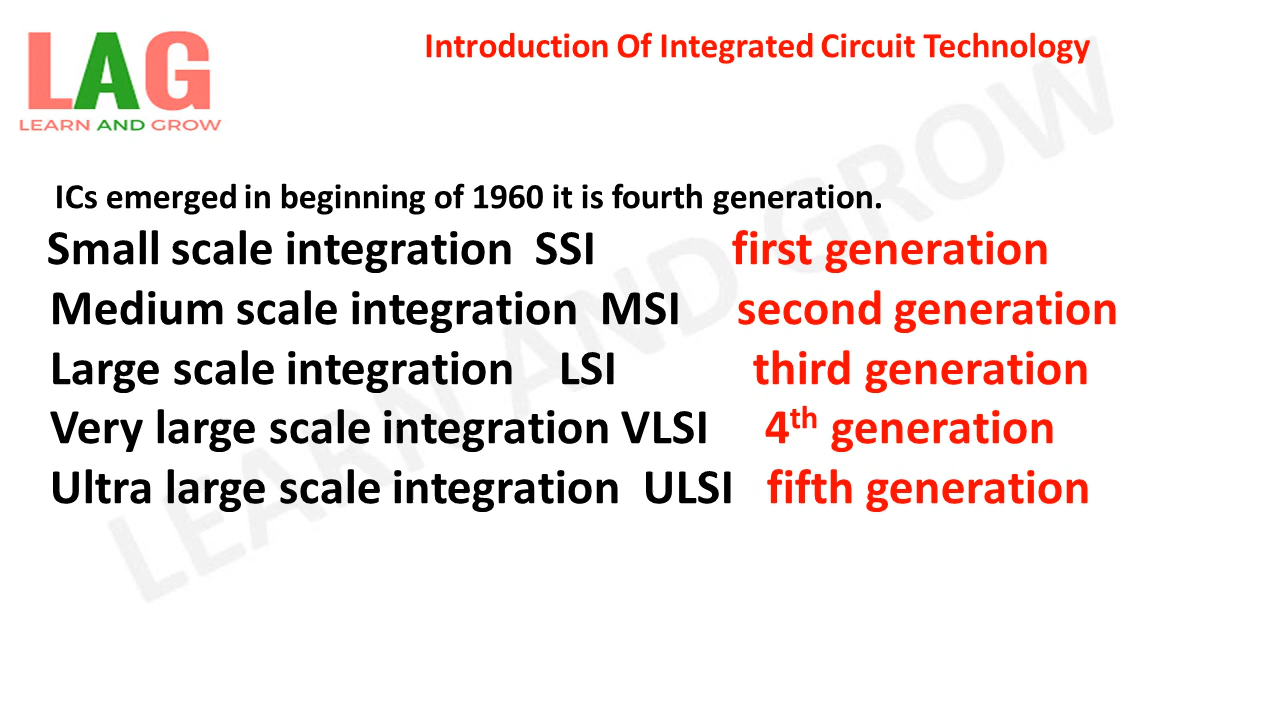 LAG
LEARN AND GROW
Introduction Of Integrated Circuit Technology
ICs emerged in beginning of 1960 it is fourth generation.
Small scale integration SSI first generation
Medium scale integration MSI second generation
Large scale integration LSI third generation
Very large scale integration VLSI 4th generation
Ultra large scale integration ULSI fifth generation
LEARN AND GROW